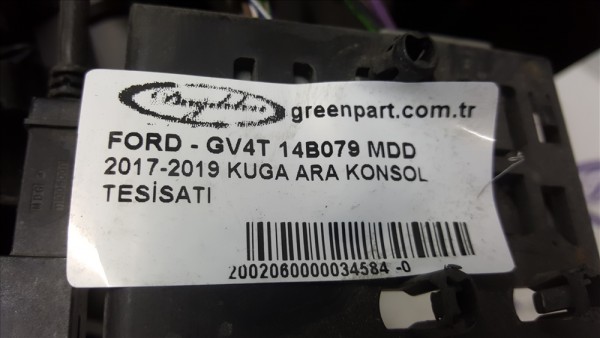 greenpart.com.tr
FORD - GV4T 14B079 MDD
2017-2019 KUGA ARA KONSOL
TESİSATI
2002060000034584 -0